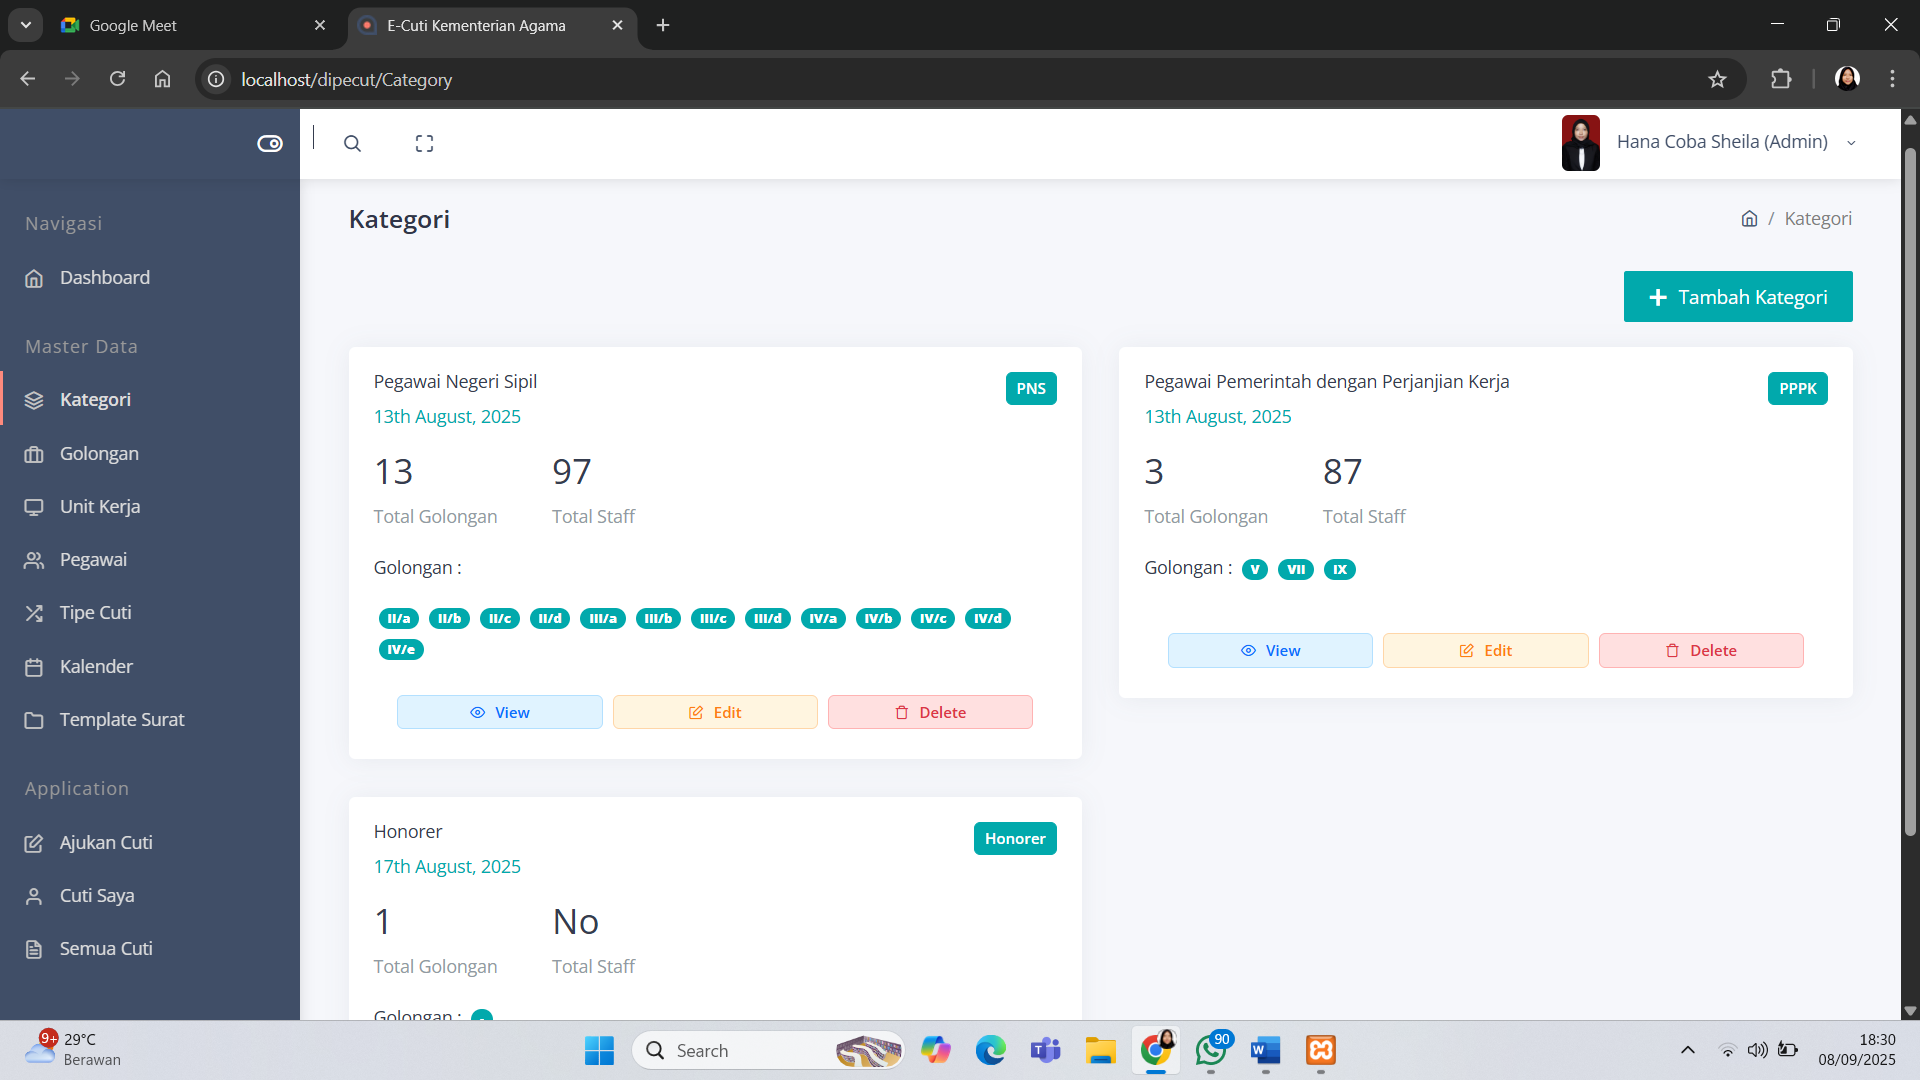 Google Meet
E-Cuti Kementerian Agama
localhost/dipecut/Category
Hana Coba Sheila (Admin)
Navigasi
Dashboard
Master Data
Kategori
Golongan
Unit Kerja
Pegawai
Tipe Cuti
Kalender
Template Surat
Application
Ajukan Cuti
Cuti Saya
Semua Cuti
Kategori
/ Kategori
Tambah Kategori
Pegawai Negeri Sipil
PNS
13th August, 2025
13 97
Total Golongan Total Staff
Golongan :
II/a II/b II/c II/d III/a III/b III/c III/d IV/a IV/b IV/c IV/d
IV/e
View Edit Delete
Pegawai Pemerintah dengan Perjanjian Kerja
PPPK
13th August, 2025
3 87
Total Golongan Total Staff
Golongan : V VII IX
View Edit Delete
Honorer
Honorer
17th August, 2025
1 No
Total Golongan Total Staff
Golongan :
9+
29°C
Berawan
Search
90
18:30
08/09/2025